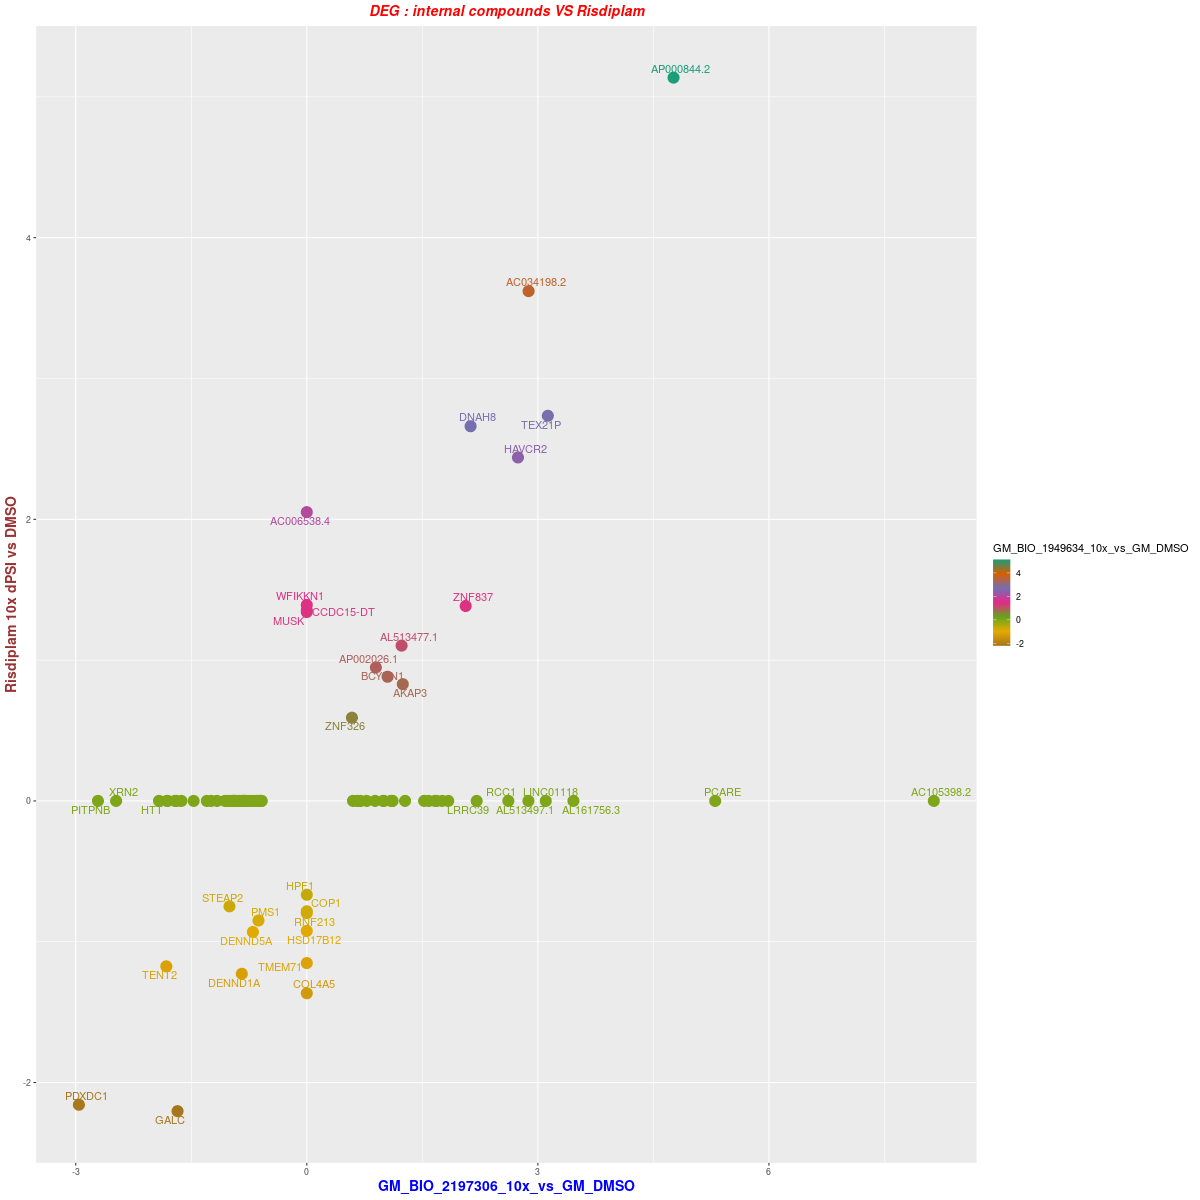 DEG : internal compounds VS Risdiplam
AP000844.2
4
AC034198.2
DNAH8
TEX21P
HAVCR2
2
AC006538.4
Risdiplam 10x dPSI vs DMSO
GM_BIO_1949634_10x_vs_GM_DMSO
4
2
0
-2
WFIKKN1
CCDC15-DT
MUSK
ZNF837
AL513477.1
AP002026.1
AKAP3
ZNF326
0
XRN2
RCC1
LINC01118
PCARE
AC105398.2
PITPNB
HTT
LRRC39
AL513497.1
AL161756.3
HPF1
STEAP2
COP1
PMS1
RNF213
DENND5A
HSD17B12
TMEM71
TENT2
DENND1A
COL4A5
-2
PDXDC1
GALC
-3
0
3
6
GM_BIO_2197306_10x_vs_GM_DMSO